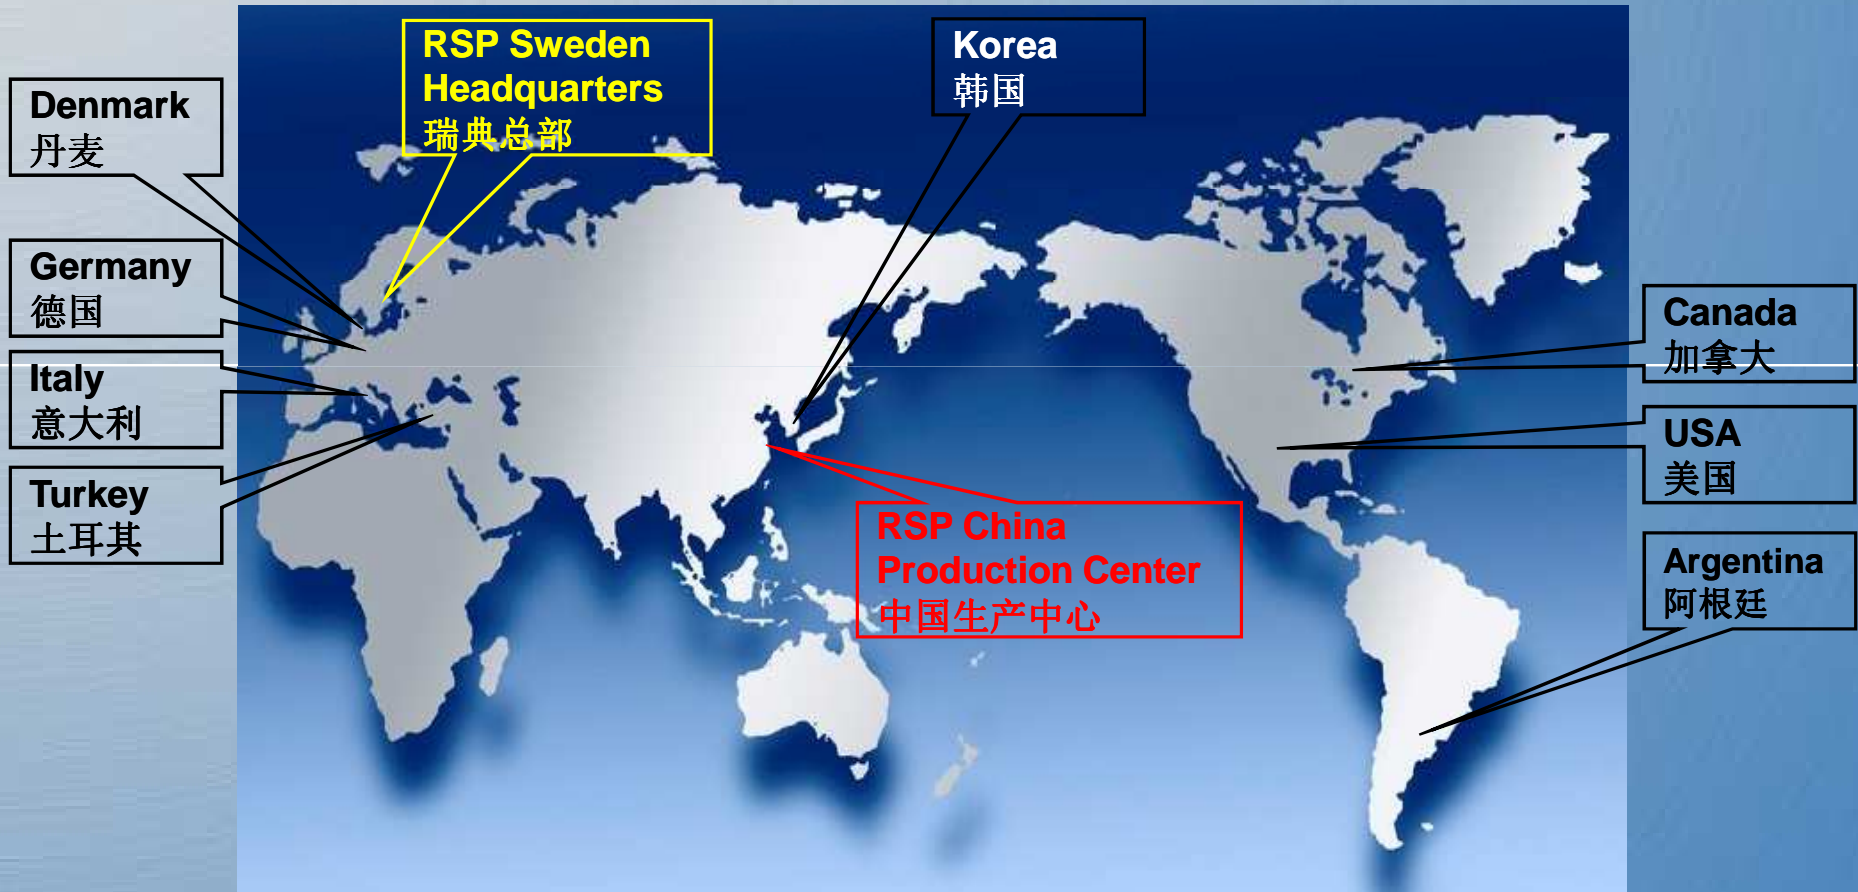 RSP Sweden
Headquarters
瑞典总部
Korea
韩国
Denmark
丹麦
Germany
德国
Italy
意大利
Turkey
土耳其
Canada
加拿大
USA
美国
RSP China
Production Center
中国生产中心
Argentina
阿根廷